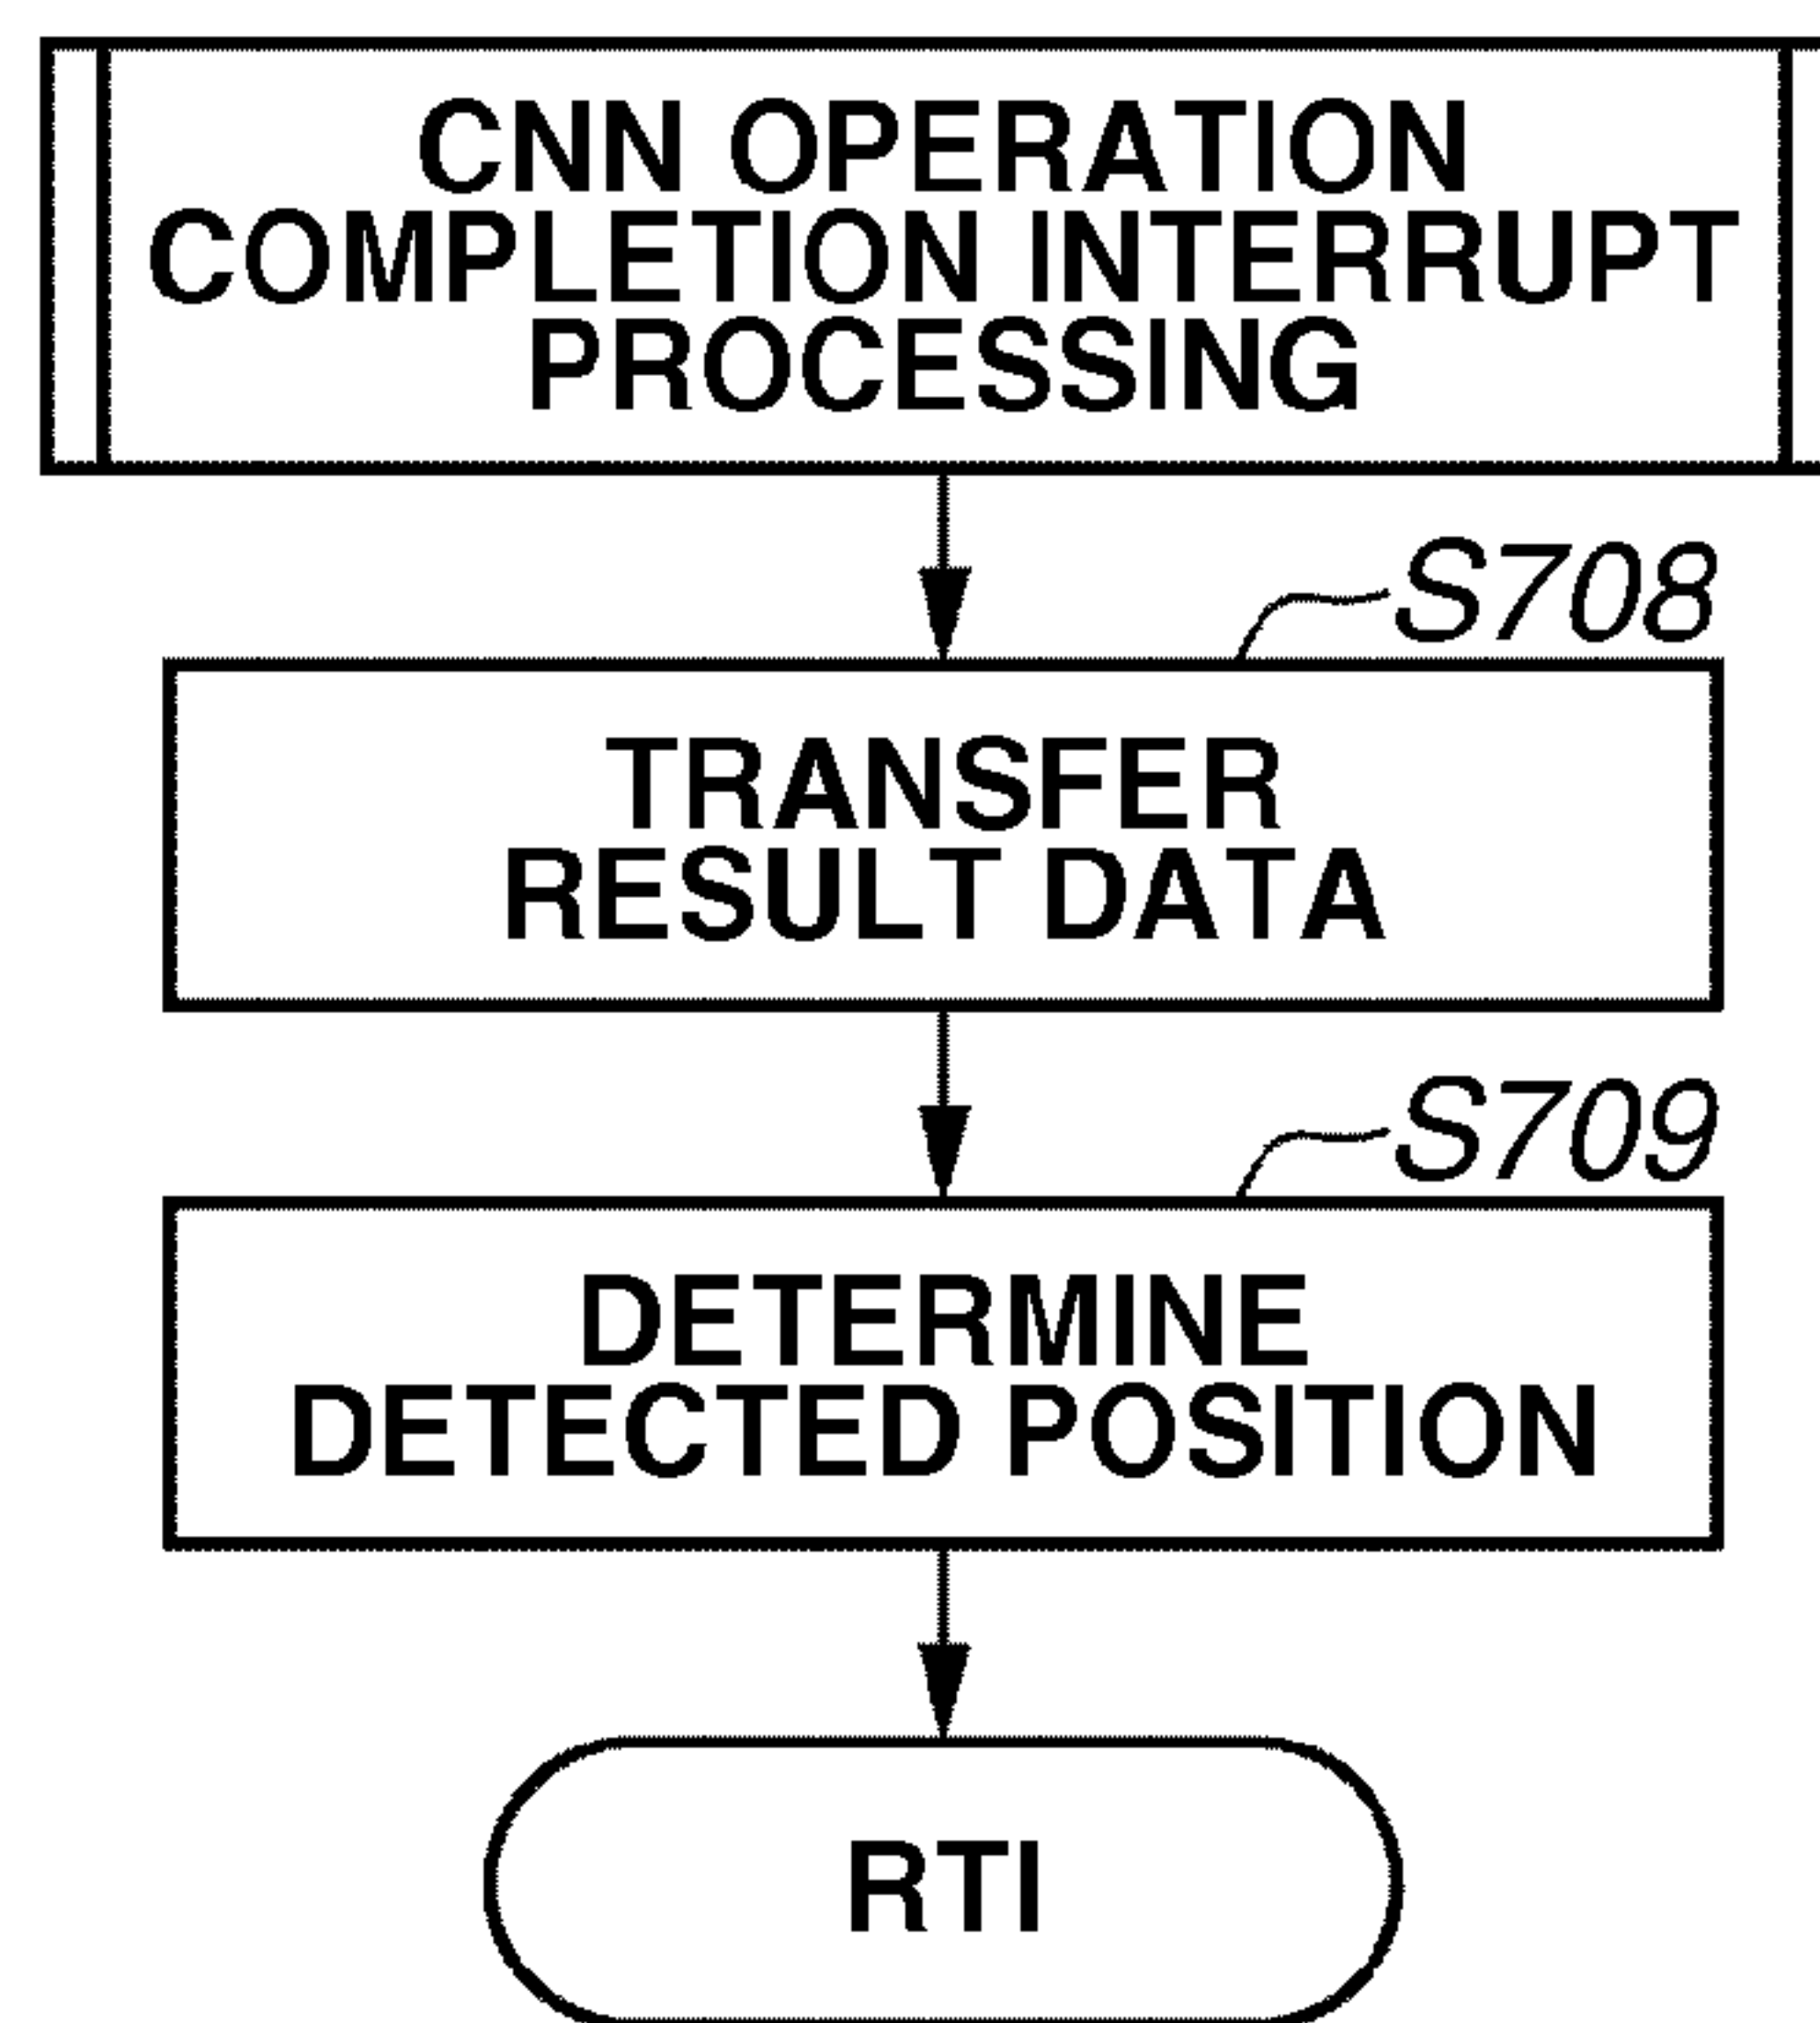 CNN OPERATION
COMPLETION INTERRUPT
PROCESSING
S708
TRANSFER
RESULT DATA
S709
DETERMINE
DETECTED POSITION
RTI